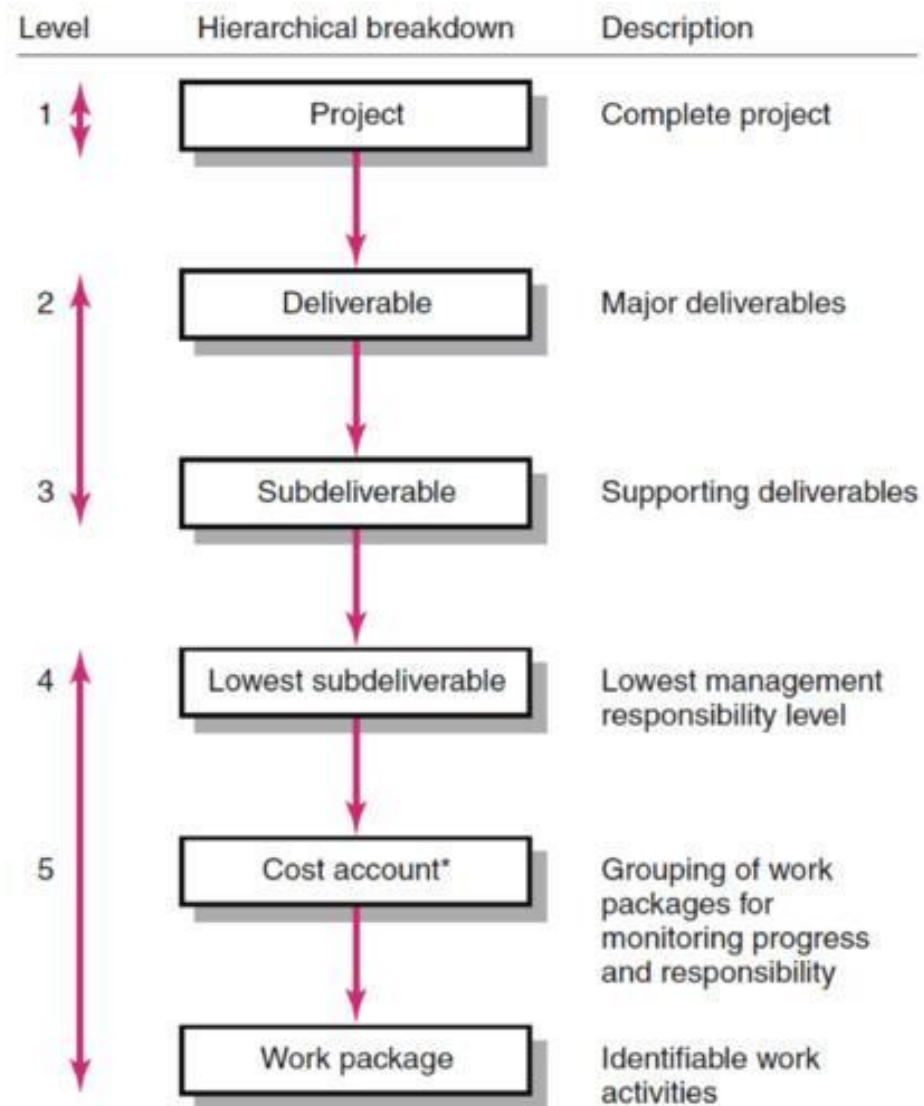 Level Hierarchical breakdown Description
1 Project Complete project
2 Deliverable Major deliverables
3 Subdeliverable Supporting deliverables
4 Lowest subdeliverable Lowest management
responsibility level
5 Cost account* Grouping of work
packages for
monitoring progress
and responsibility
Work package Identifiable work
activities